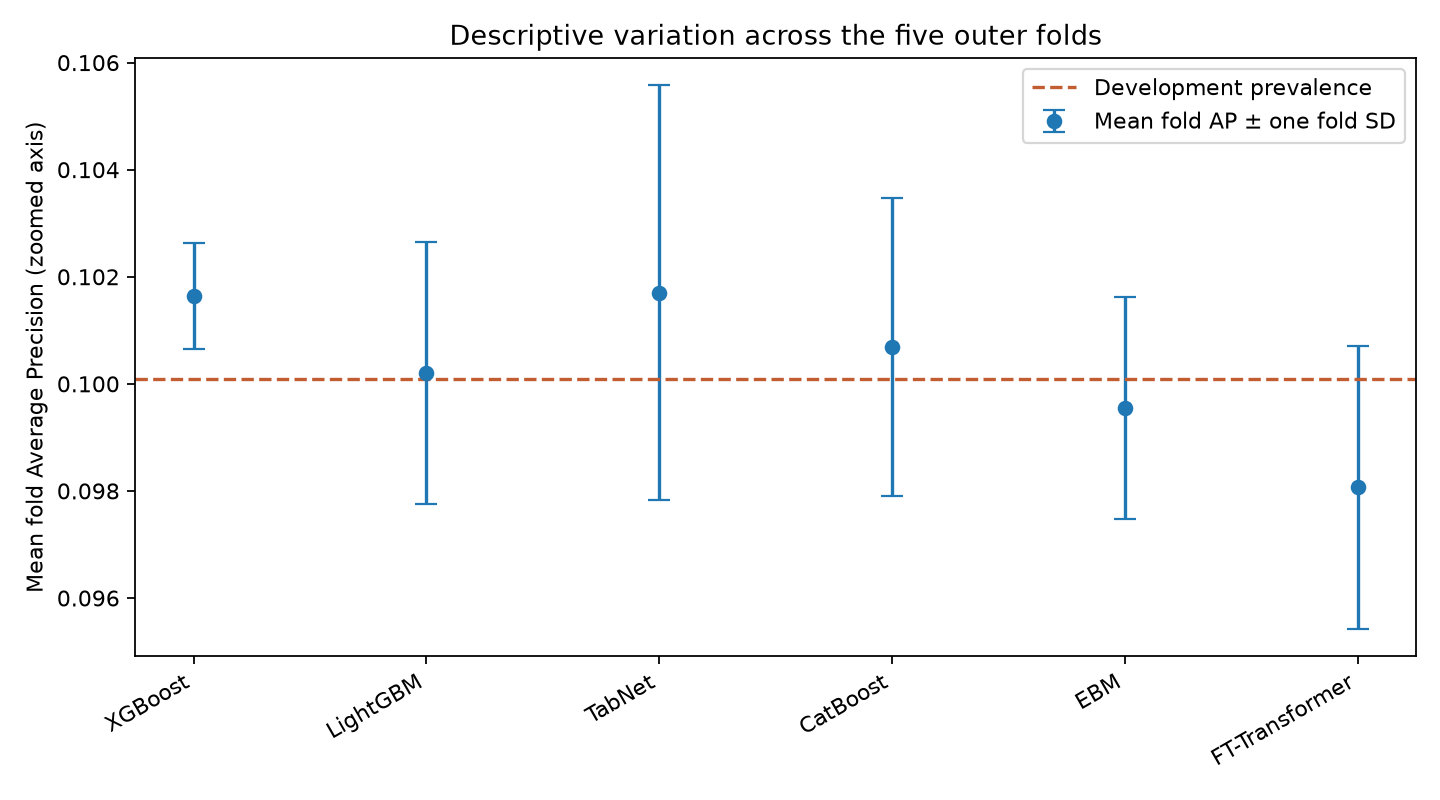 Descriptive variation across the five outer folds
Development prevalence
Mean fold AP ± one fold SD
Mean fold Average Precision (zoomed axis)
0.106
0.104
0.102
0.100
0.098
0.096
XGBoost
LightGBM
TabNet
CatBoost
EBM
FT-Transformer